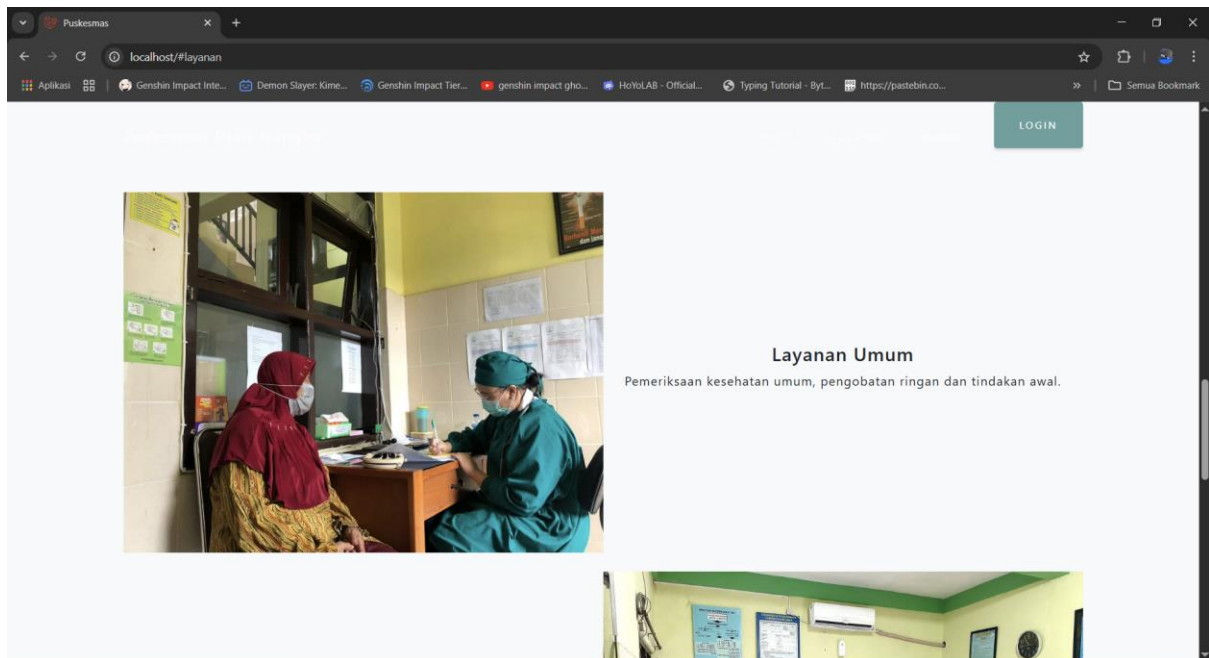 Puskesmas
localhost/#layanan
Aplikasi
Genshin Impact Inte...
Demon Slayer: Kime...
Genshin Impact Tier...
genshin impact gho...
HoYoLAB - Official...
Typing Tutorial - Byt...
https://pastebin.co...
»
Semua Bookmark
LOGIN
Layanan Umum
Pemeriksaan kesehatan umum, pengobatan ringan dan tindakan awal.